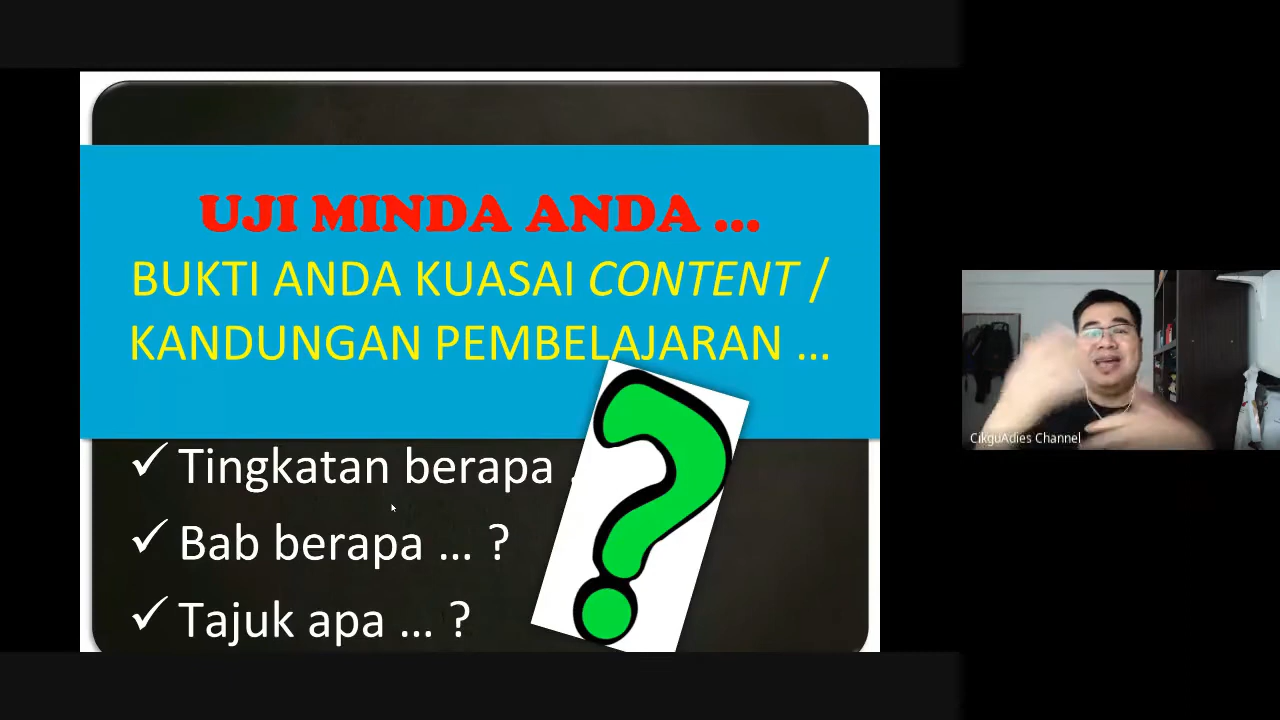 UJI MINDA ANDA ...
BUKTI ANDA KUASAI CONTENT /
KANDUNGAN PEMBELAJARAN ...
Tingkatan berapa .
Bab berapa ... ?
Tajuk apa ... ?
CikguAdies Channel